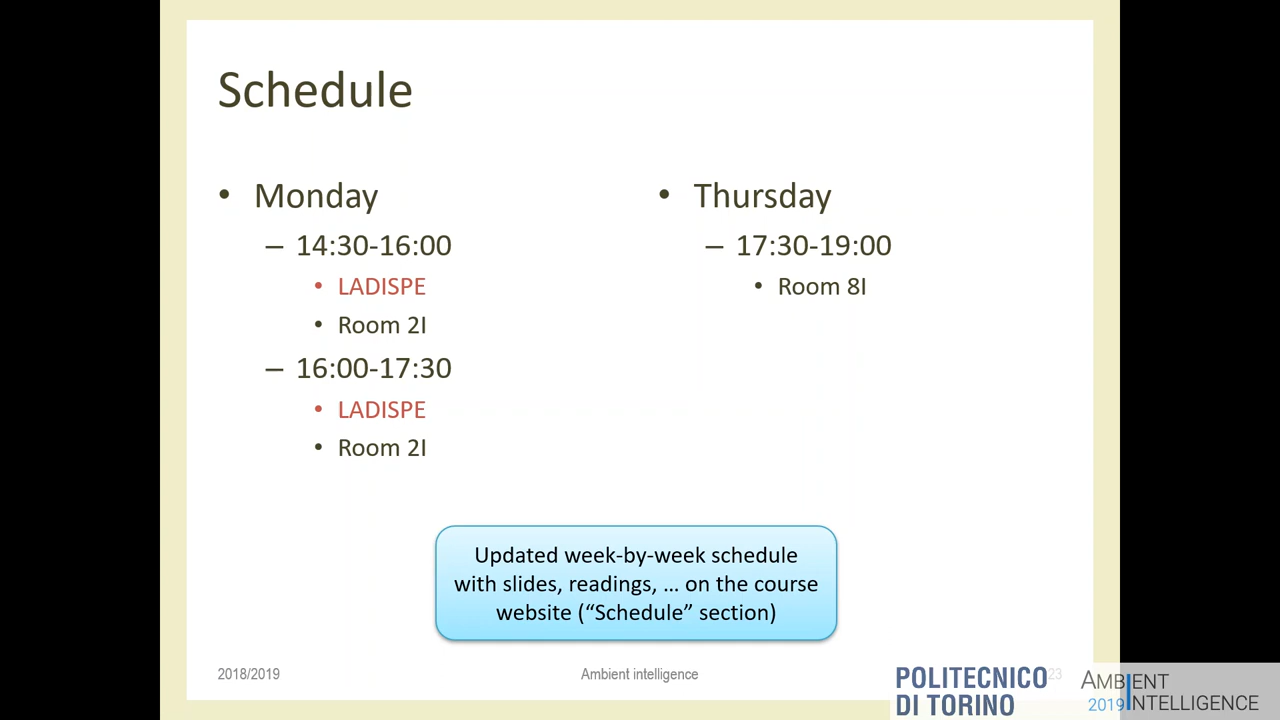 Schedule
• Monday
– 14:30-16:00
• LADISPE
• Room 2I
– 16:00-17:30
• LADISPE
• Room 2I
• Thursday
– 17:30-19:00
• Room 8I
Updated week-by-week schedule
with slides, readings, ... on the course
website (“Schedule” section)
2018/2019
Ambient intelligence
23
POLITECNICO
DI TORINO
AMBIENT
2019 INTELLIGENCE